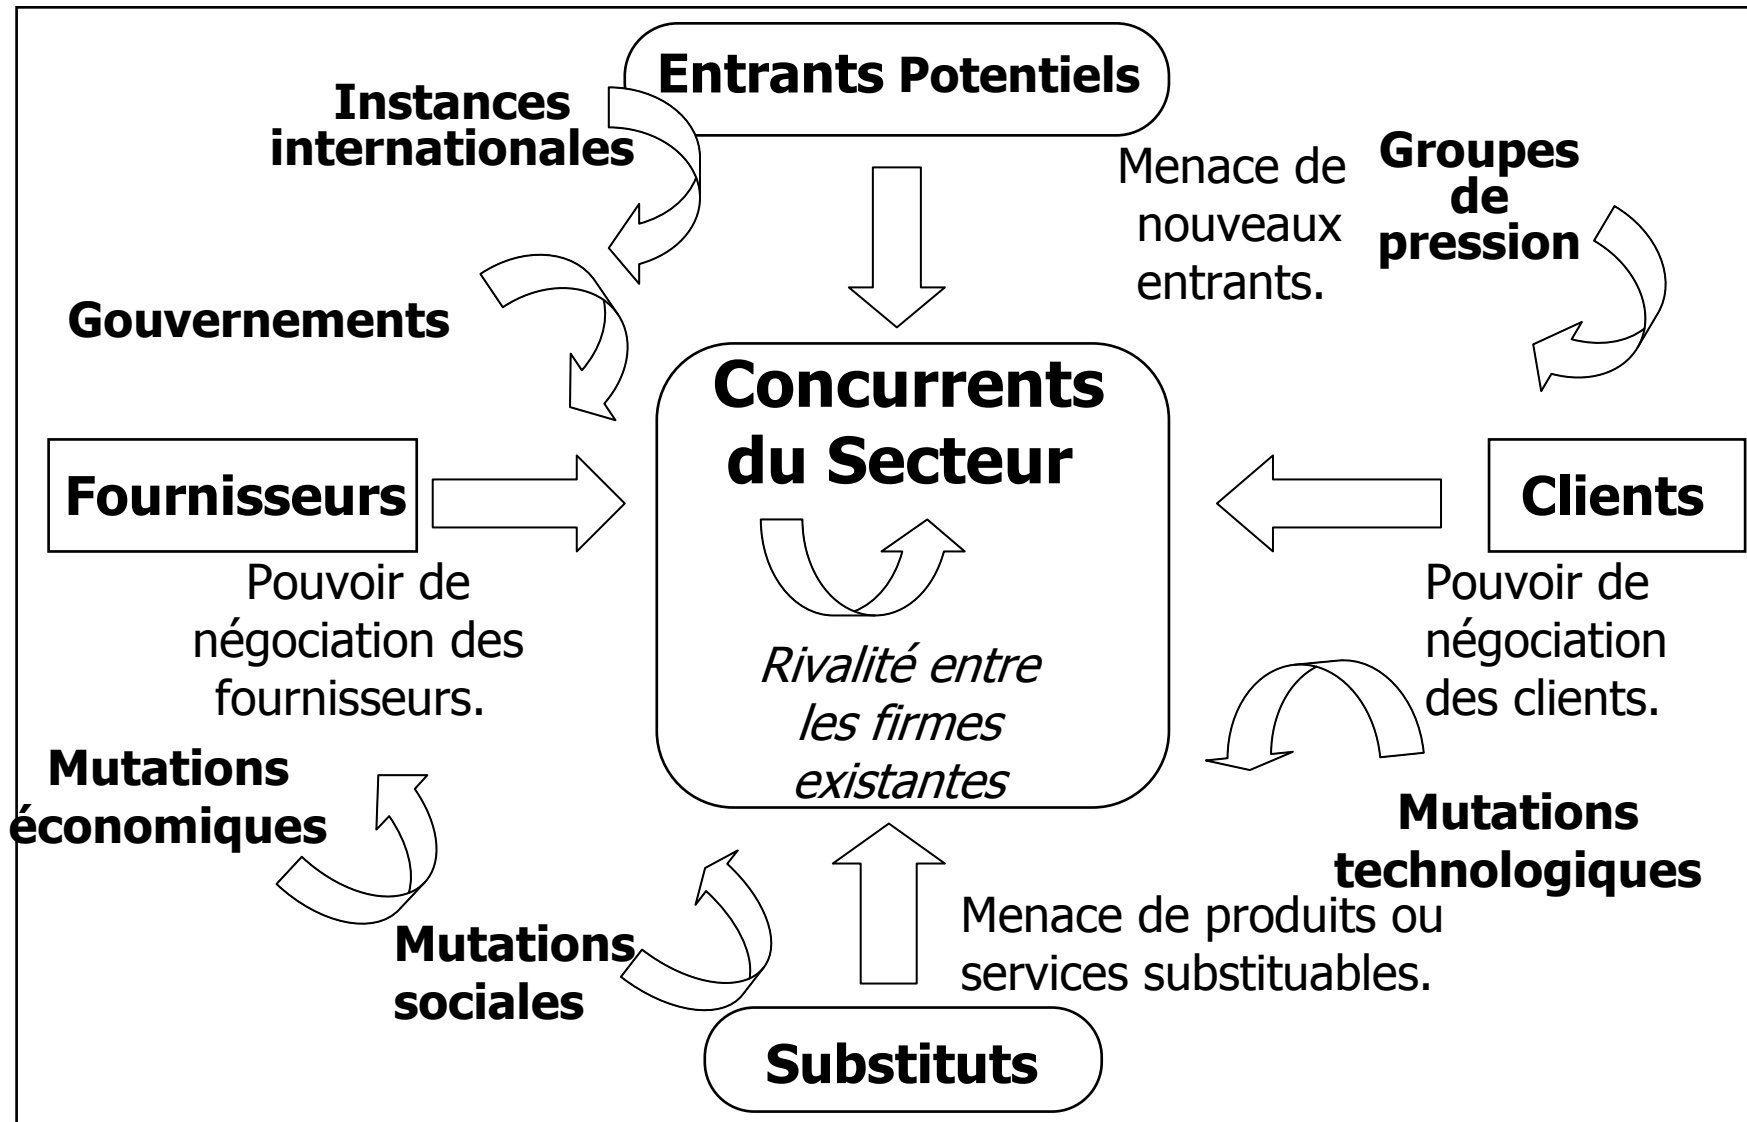 Entrants Potentiels
Instances
internationales
Menace de
nouveaux
entrants.
Groupes
de
pression
Gouvernements
Concurrents
du Secteur
Fournisseurs
Clients
Pouvoir de
négociation des
fournisseurs.
Rivalité entre
les firmes
existantes
Pouvoir de
négociation
des clients.
Mutations
économiques
Mutations
technologiques
Mutations
sociales
Menace de produits ou
services substituables.
Substituts